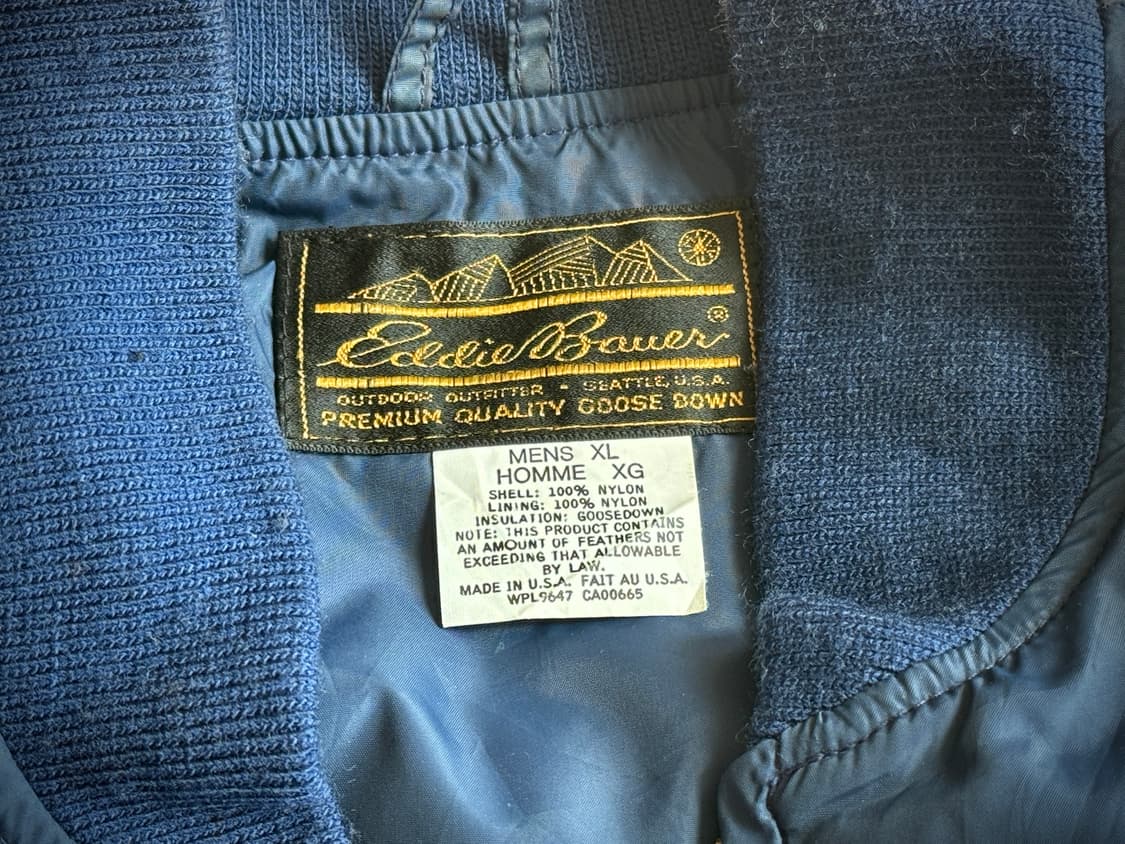 Eddie Bauer®
OUTDOOR OUTFITTER - SEATTLE, U.S.A.
PREMIUM QUALITY GOOSE DOWN
MENS XL
HOMME XG
SHELL: 100% NYLON
LINING: 100% NYLON
INSULATION: GOOSEDOWN
NOTE: THIS PRODUCT CONTAINS
AN AMOUNT OF FEATHERS NOT
EXCEEDING THAT ALLOWABLE
BY LAW.
MADE IN U.S.A. FAIT AU U.S.A.
WPL9647 CA00665